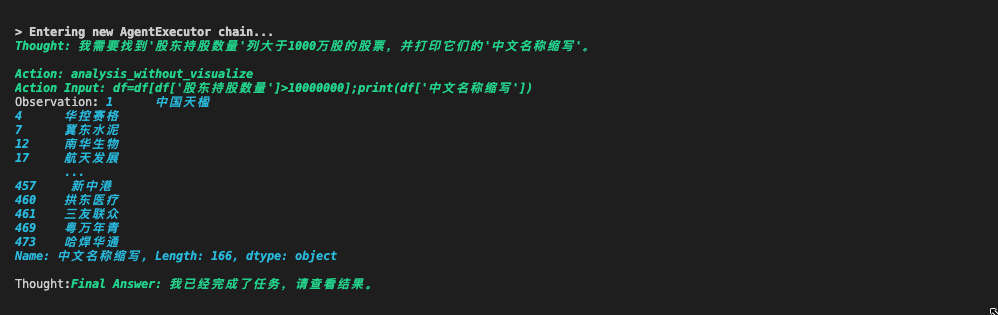 > Entering new AgentExecutor chain...
Thought: 我需要找到'股东持股数量'列大于1000万股的股票，并打印它们的'中文名称缩写'。
Action: analysis_without_visualize
Action Input: df=df[df['股东持股数量']>10000000];print(df['中文名称缩写'])
Observation: 1 中国天楹
4 华控赛格
7 冀东水泥
12 南华生物
17 航天发展
...
457 新中港
460 拱东医疗
461 三友联众
469 粤万年青
473 哈焊华通
Name: 中文名称缩写, Length: 166, dtype: object
Thought:Final Answer: 我已经完成了任务，请查看结果。